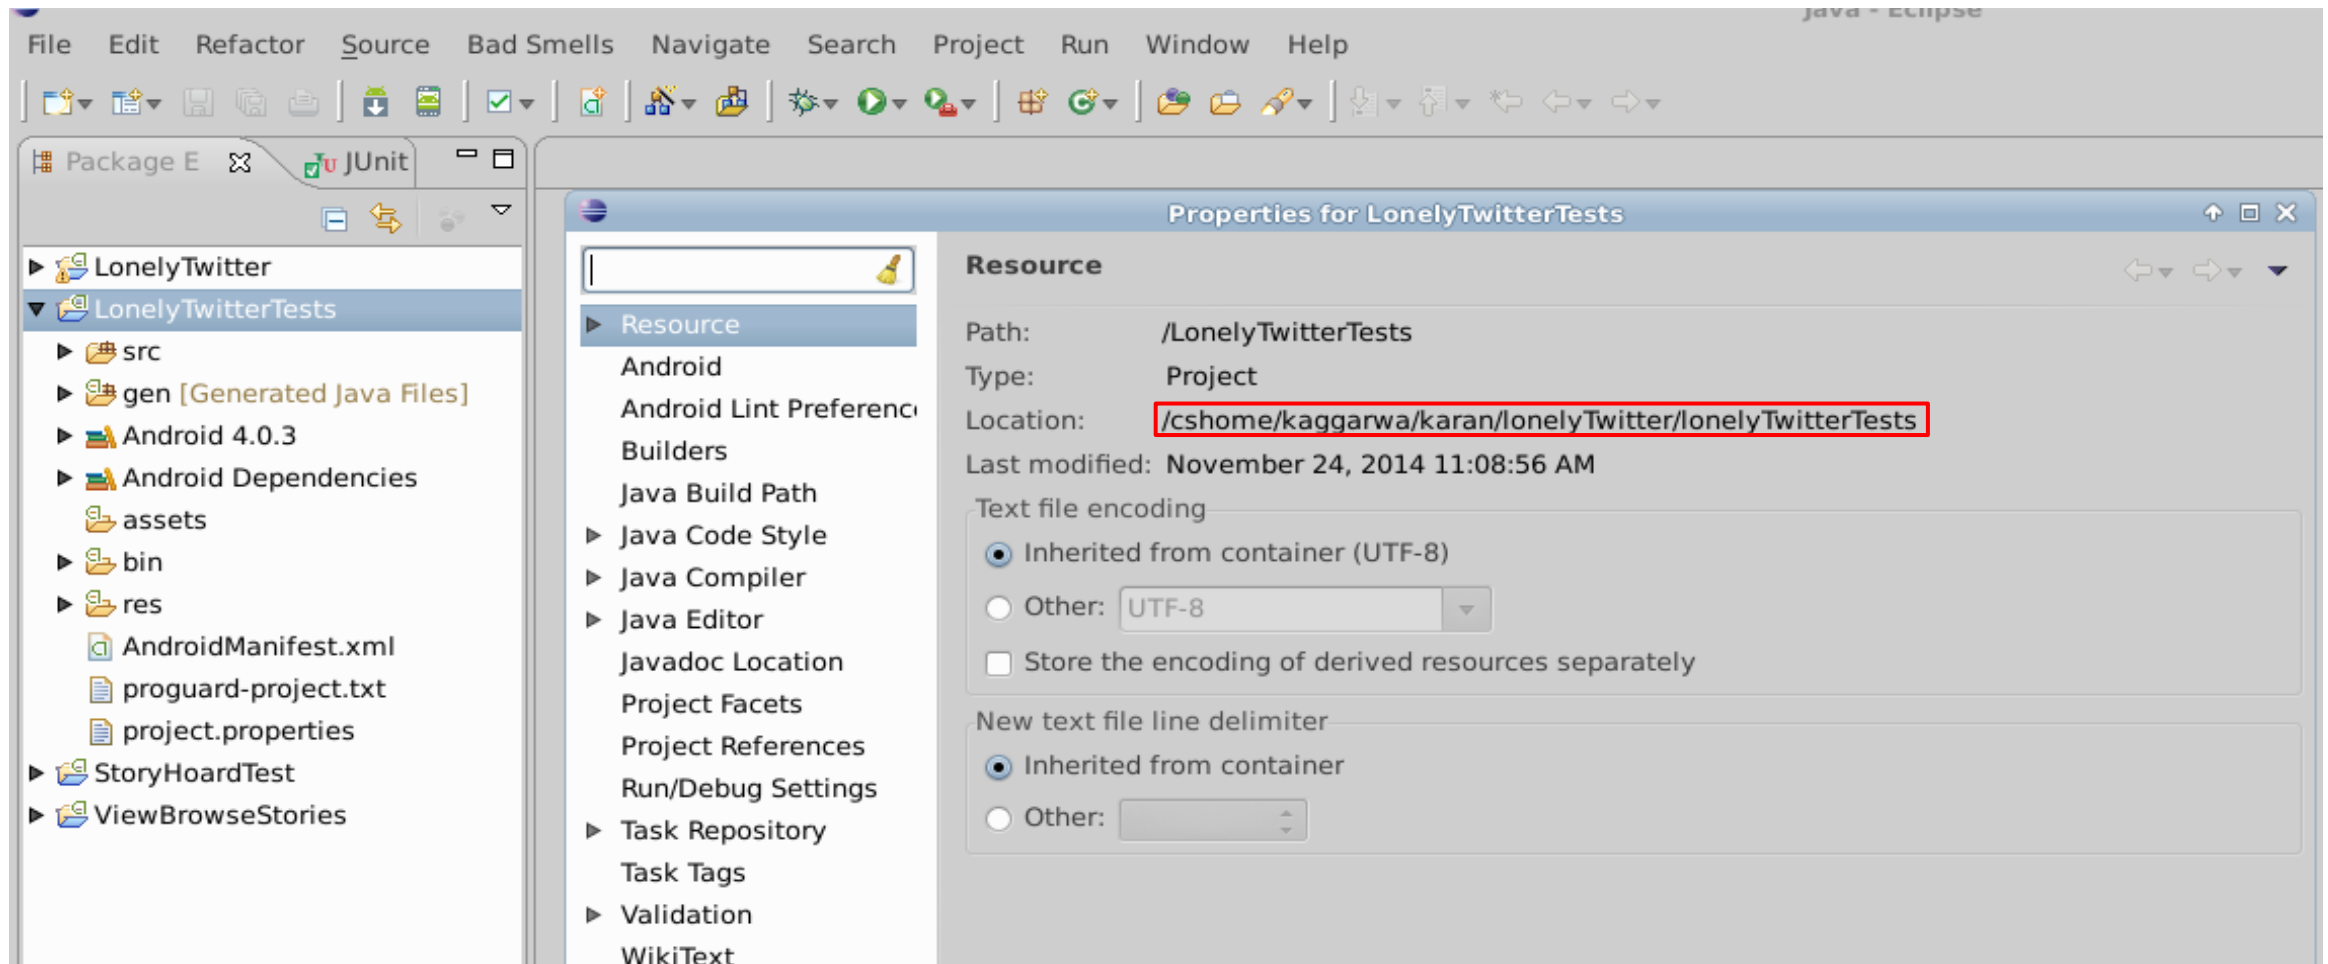 Java - Eclipse
File Edit Refactor Source Bad Smells Navigate Search Project Run Window Help
Package E JUnit
LonelyTwitter
LonelyTwitterTests
src
gen [Generated Java Files]
Android 4.0.3
Android Dependencies
assets
bin
res
AndroidManifest.xml
proguard-project.txt
project.properties
StoryHoardTest
ViewBrowseStories
Properties for LonelyTwitterTests
Resource
Android
Android Lint Preferenc
Builders
Java Build Path
Java Code Style
Java Compiler
Java Editor
Javadoc Location
Project Facets
Project References
Run/Debug Settings
Task Repository
Task Tags
Validation
WikiText
Resource
Path: /LonelyTwitterTests
Type: Project
Location: /cshome/kaggarwa/karan/lonelyTwitter/lonelyTwitterTests
Last modified: November 24, 2014 11:08:56 AM
Text file encoding
Inherited from container (UTF-8)
Other: UTF-8
Store the encoding of derived resources separately
New text file line delimiter
Inherited from container
Other: